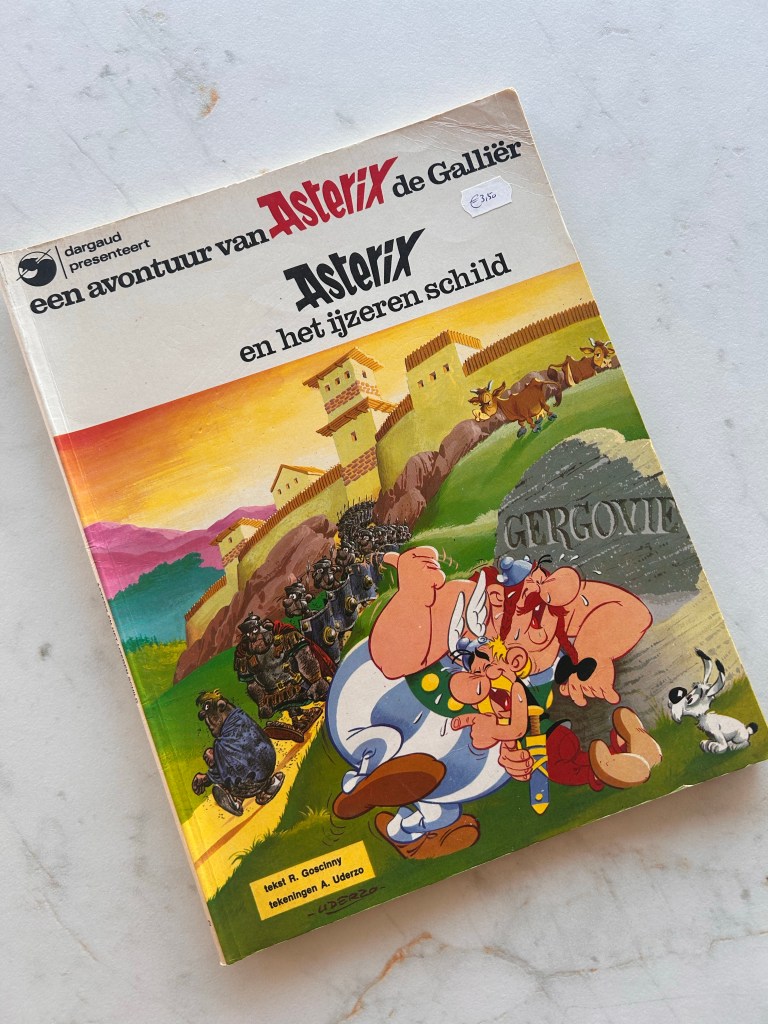 dargaud
presenteert
een avontuur van Asterix de Galliër
€3,50
Asterix
en het ijzeren schild
GERGOVIE
tekst R. Goscinny
tekeningen A. Uderzo
-UDERZO-